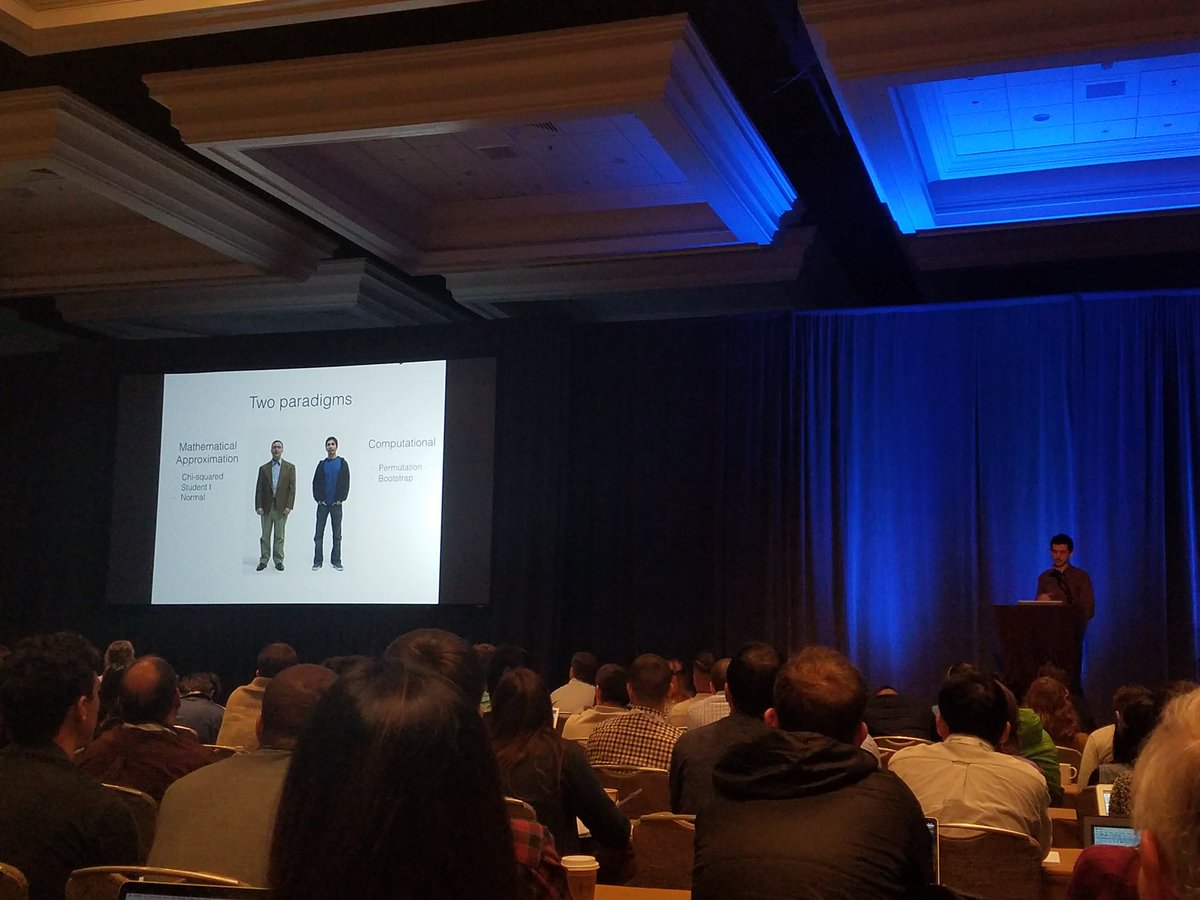 Two paradigms
Mathematical
Approximation
· Chi-squared
· Student t
· Normal
Computational
· Permutation
· Bootstrap